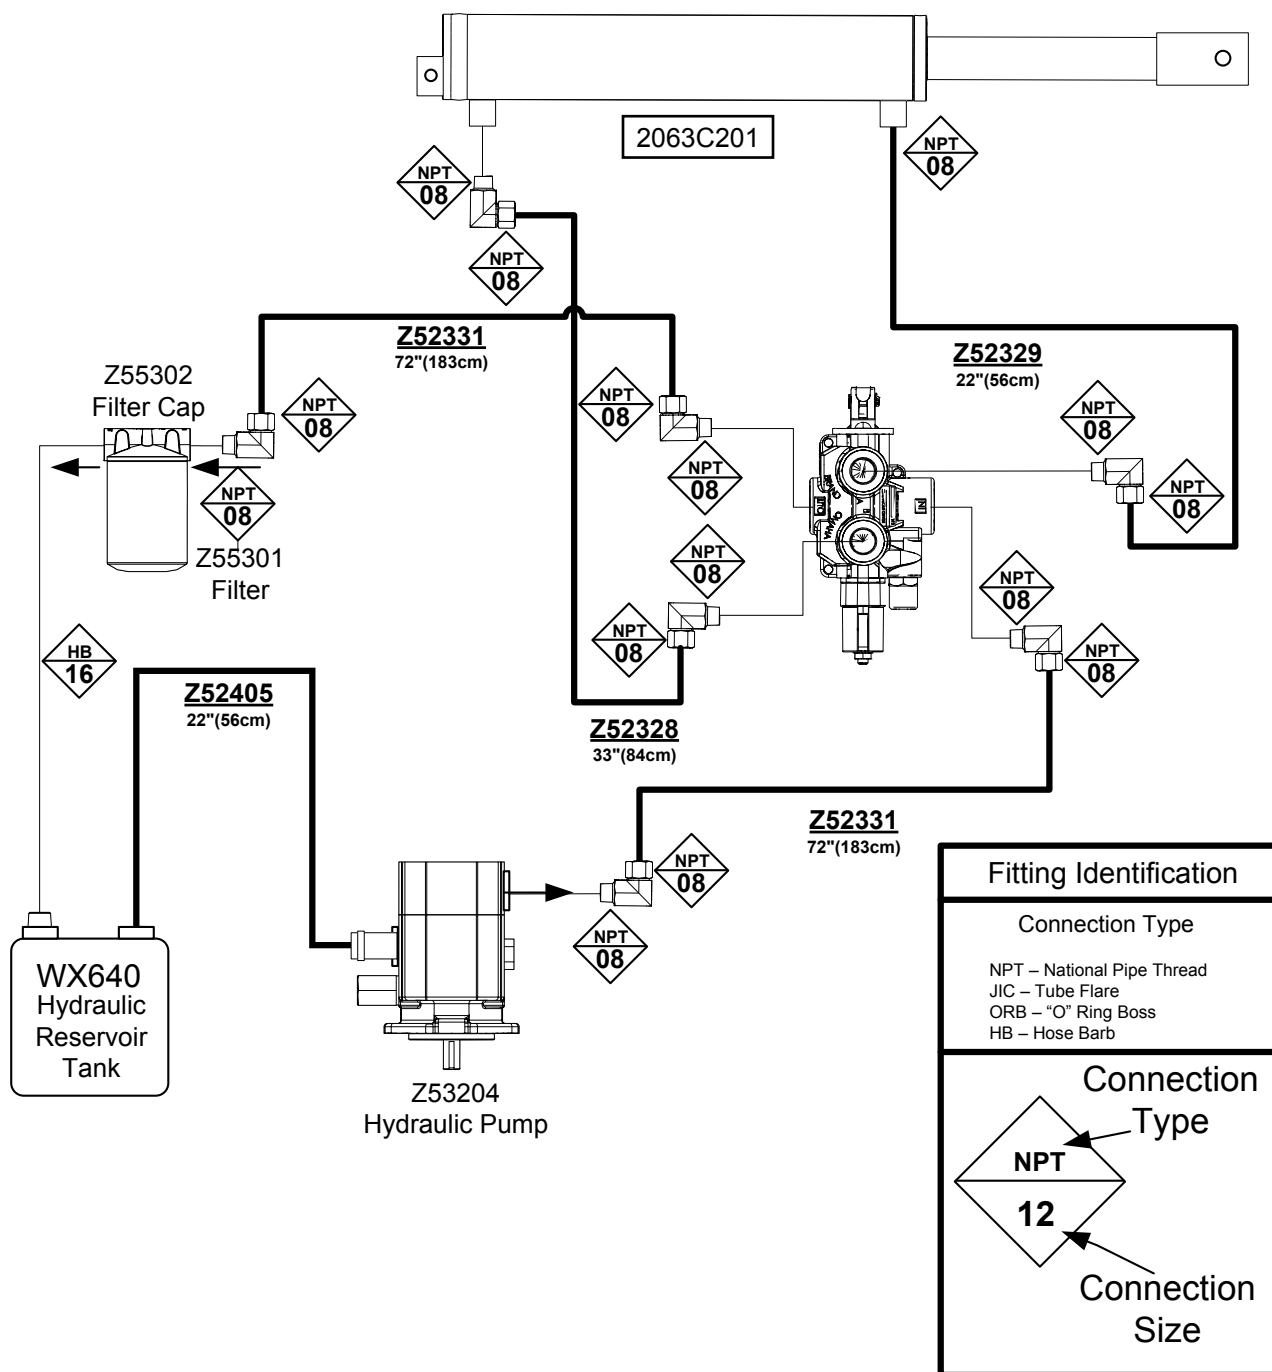 2063C201
NPT
08
NPT
08
NPT
08
Z52331
72"(183cm)
Z52329
22"(56cm)
Z55302
Filter Cap
NPT
08
NPT
08
NPT
08
NPT
08
NPT
08
NPT
08
Z55301
Filter
OUT
IN
A
B
NPT
08
NPT
08
NPT
08
NPT
08
HB
16
Z52405
22"(56cm)
Z52328
33"(84cm)
Z52331
72"(183cm)
NPT
08
NPT
08
WX640
Hydraulic
Reservoir
Tank
Z53204
Hydraulic Pump
Fitting Identification
Connection Type
NPT – National Pipe Thread
JIC – Tube Flare
ORB – “O” Ring Boss
HB – Hose Barb
Connection
Type
NPT
12
Connection
Size